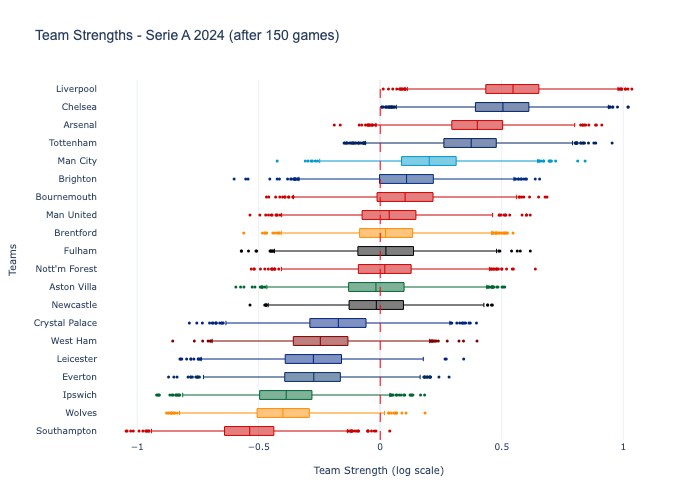 Team Strengths - Serie A 2024 (after 150 games)
Teams
Liverpool
Chelsea
Arsenal
Tottenham
Man City
Brighton
Bournemouth
Man United
Brentford
Fulham
Nott'm Forest
Aston Villa
Newcastle
Crystal Palace
West Ham
Leicester
Everton
Ipswich
Wolves
Southampton
−1 −0.5 0 0.5 1
Team Strength (log scale)